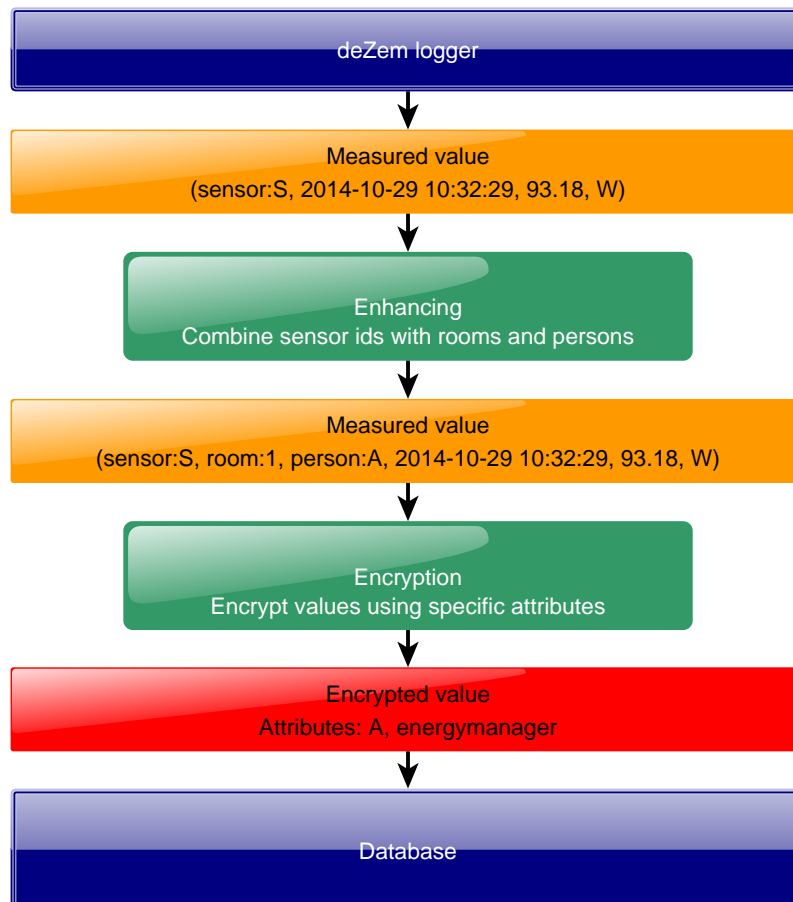 deZem logger
Measured value
(sensor:S, 2014-10-29 10:32:29, 93.18, W)
Enhancing
Combine sensor ids with rooms and persons
Measured value
(sensor:S, room:1, person:A, 2014-10-29 10:32:29, 93.18, W)
Encryption
Encrypt values using specific attributes
Encrypted value
Attributes: A, energymanager
Database